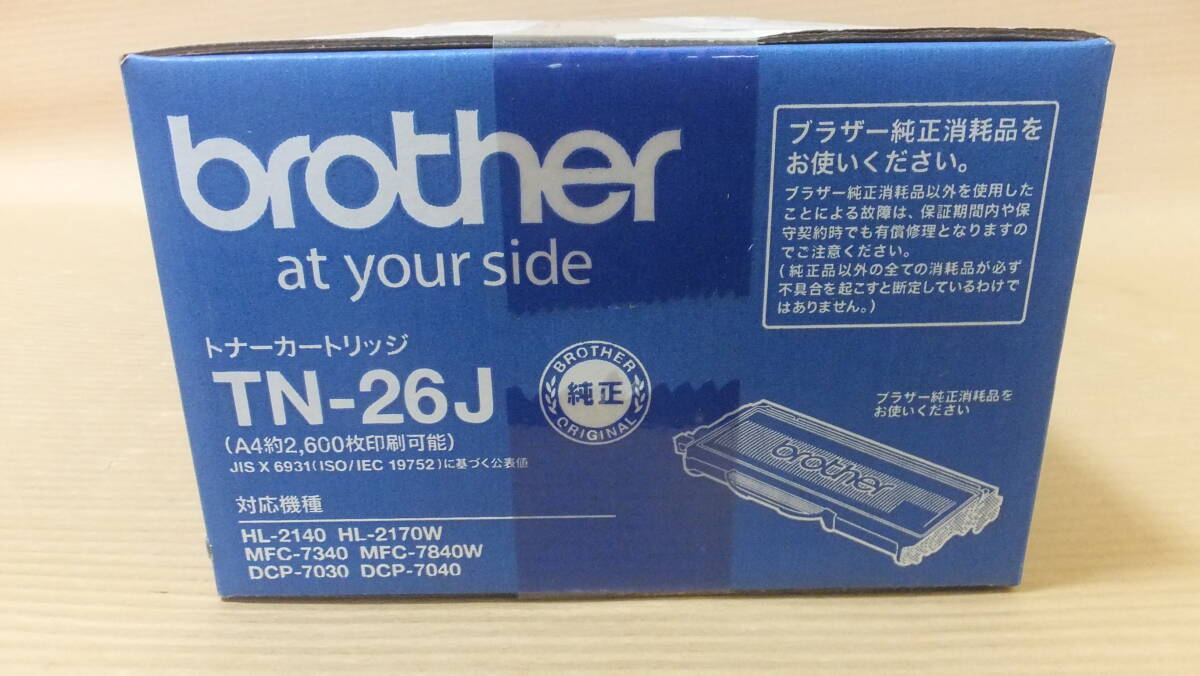 brother
at your side
トナーカートリッジ
TN-26J
(A4約2,600枚印刷可能)
JIS X 6931(ISO/IEC 19752)に基づく公表値
BROTHER
純正
ORIGINAL
対応機種
HL-2140 HL-2170W
MFC-7340 MFC-7840W
DCP-7030 DCP-7040
ブラザー純正消耗品を
お使いください。
ブラザー純正消耗品以外を使用した
ことによる故障は、保証期間内や保
守契約時でも有償修理となりますの
でご注意ください。
(純正品以外の全ての消耗品が必ず
不具合を起こすと断定しているわけで
はありません。)
ブラザー純正消耗品を
お使いください
brother